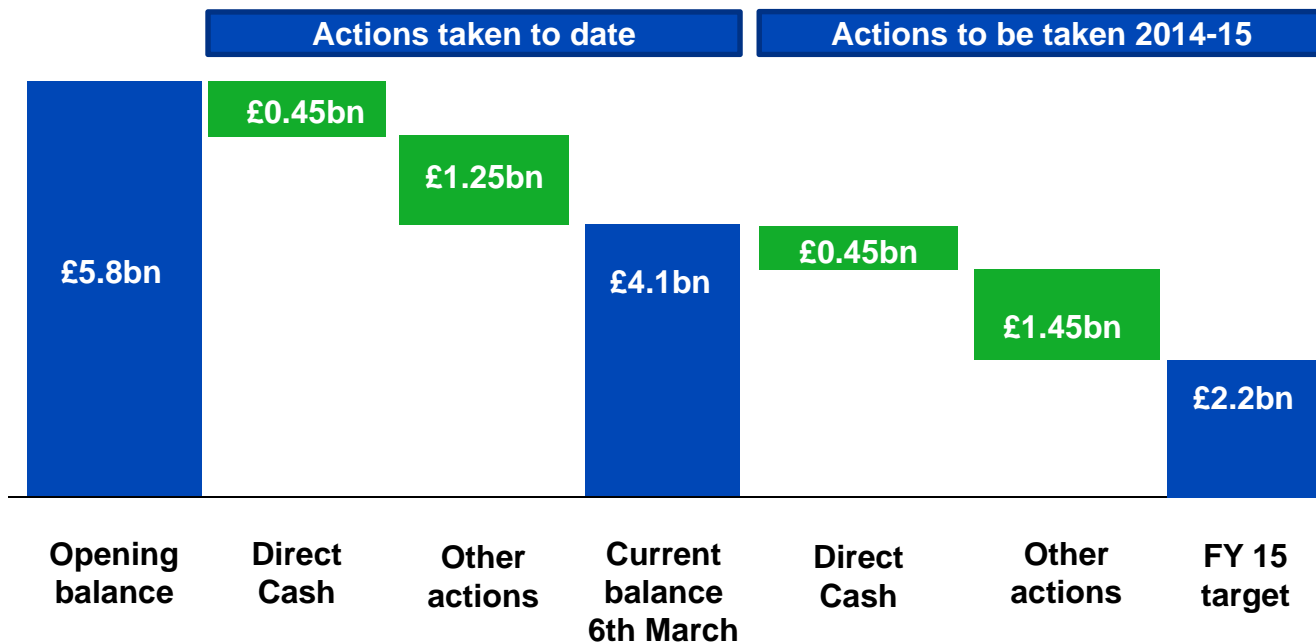 Actions taken to date
Actions to be taken 2014-15
£5.8bn
£0.45bn
£1.25bn
£4.1bn
£0.45bn
£1.45bn
£2.2bn
Opening
balance
Direct
Cash
Other
actions
Current
balance
6th March
Direct
Cash
Other
actions
FY 15
target